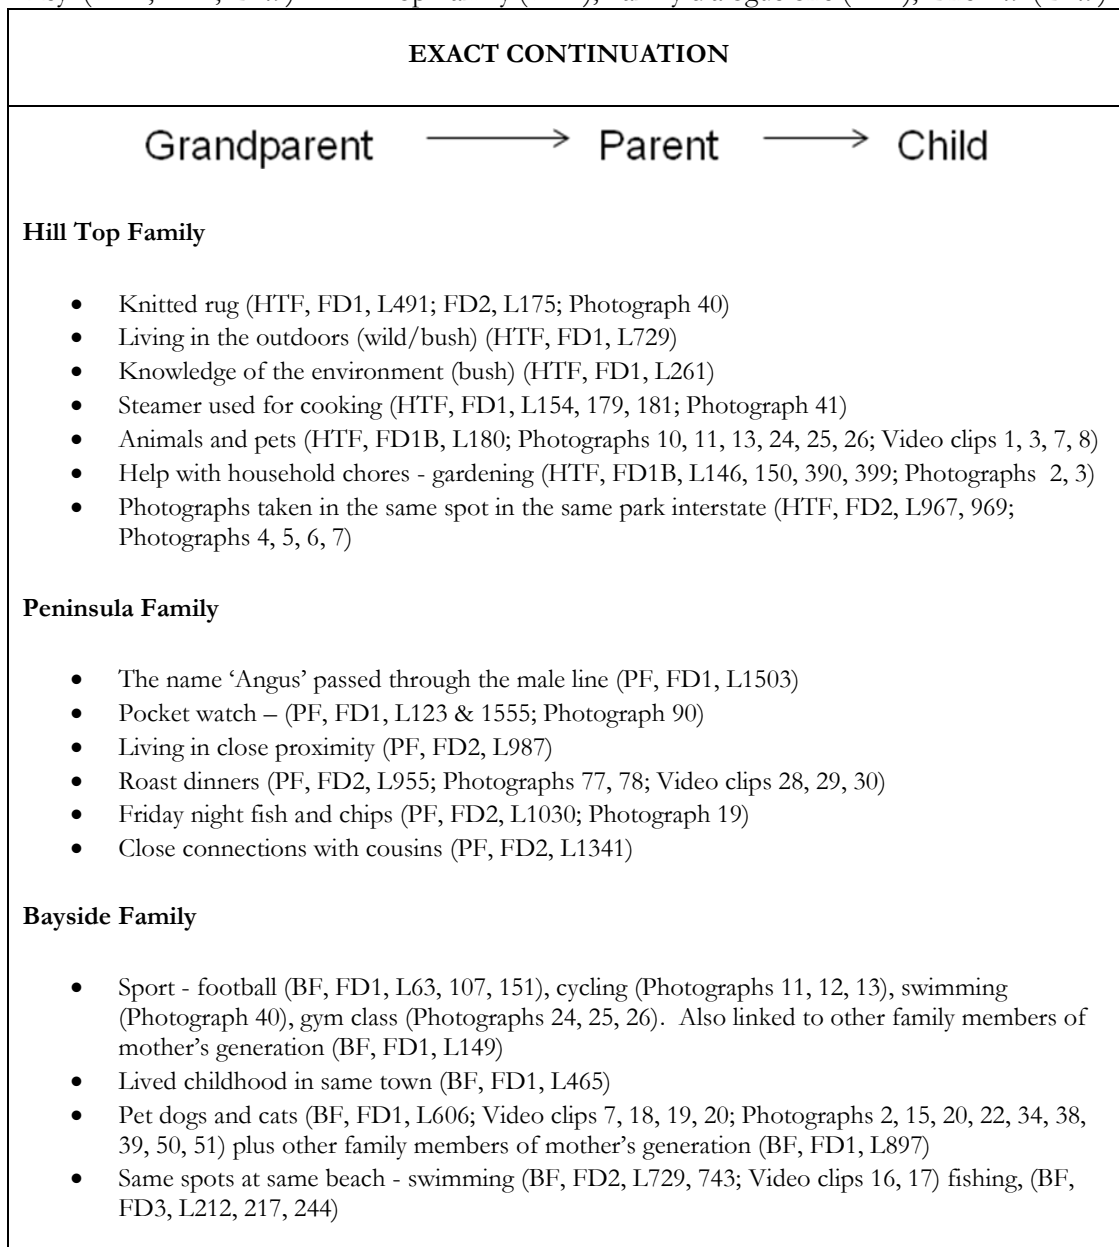 EXACT CONTINUATION
Grandparent → Parent → Child
Hill Top Family
• Knitted rug (HTF, FD1, L491; FD2, L175; Photograph 40)
• Living in the outdoors (wild/bush) (HTF, FD1, L729)
• Knowledge of the environment (bush) (HTF, FD1, L261)
• Steamer used for cooking (HTF, FD1, L154, 179, 181; Photograph 41)
• Animals and pets (HTF, FD1B, L180; Photographs 10, 11, 13, 24, 25, 26; Video clips 1, 3, 7, 8)
• Help with household chores - gardening (HTF, FD1B, L146, 150, 390, 399; Photographs 2, 3)
• Photographs taken in the same spot in the same park interstate (HTF, FD2, L967, 969;
Photographs 4, 5, 6, 7)
Peninsula Family
• The name ‘Angus’ passed through the male line (PF, FD1, L1503)
• Pocket watch – (PF, FD1, L123 & 1555; Photograph 90)
• Living in close proximity (PF, FD2, L987)
• Roast dinners (PF, FD2, L955; Photographs 77, 78; Video clips 28, 29, 30)
• Friday night fish and chips (PF, FD2, L1030; Photograph 19)
• Close connections with cousins (PF, FD2, L1341)
Bayside Family
• Sport - football (BF, FD1, L63, 107, 151), cycling (Photographs 11, 12, 13), swimming
(Photograph 40), gym class (Photographs 24, 25, 26). Also linked to other family members of
mother’s generation (BF, FD1, L149)
• Lived childhood in same town (BF, FD1, L465)
• Pet dogs and cats (BF, FD1, L606; Video clips 7, 18, 19, 20; Photographs 2, 15, 20, 22, 34, 38,
39, 50, 51) plus other family members of mother’s generation (BF, FD1, L897)
• Same spots at same beach - swimming (BF, FD2, L729, 743; Video clips 16, 17) fishing, (BF,
FD3, L212, 217, 244)